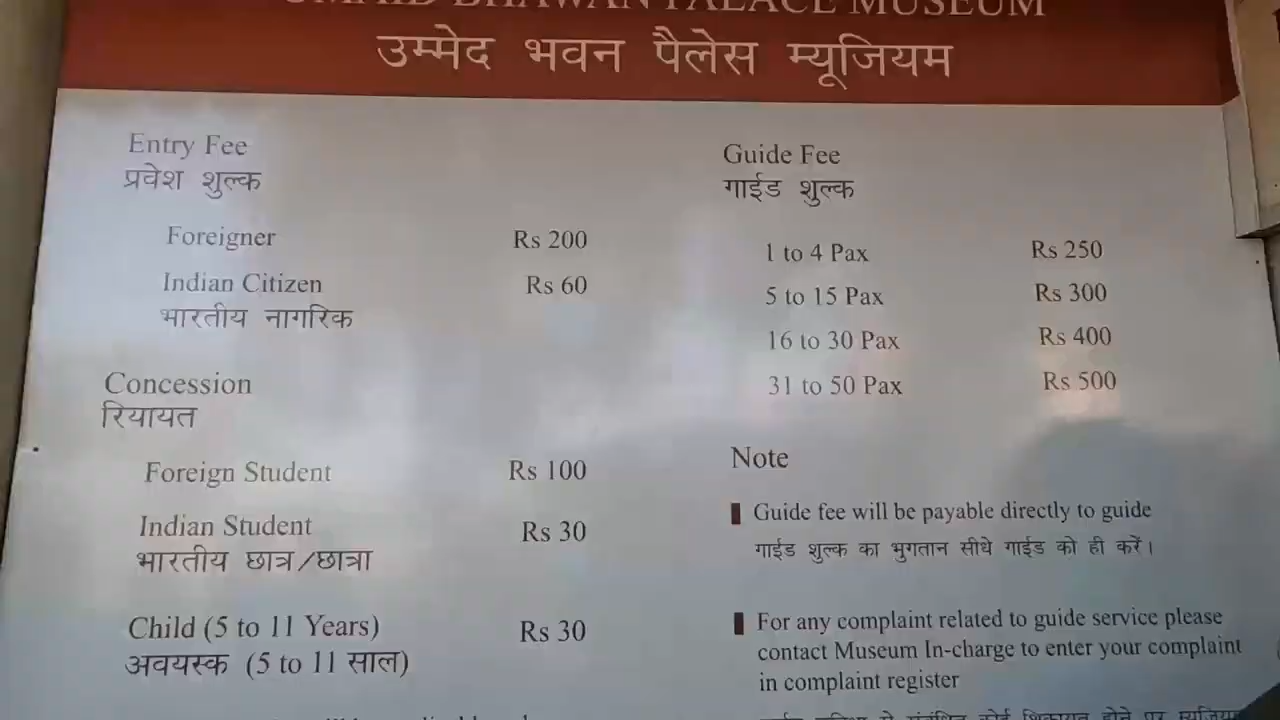 UMAID BHAWAN PALACE MUSEUM
उम्मेद भवन पैलेस म्यूजियम
Entry Fee
प्रवेश शुल्क
Foreigner Rs 200
Indian Citizen Rs 60
भारतीय नागरिक
Concession
रियायत
Foreign Student Rs 100
Indian Student Rs 30
भारतीय छात्र/छात्रा
Child (5 to 11 Years) Rs 30
अवयस्क (5 to 11 साल)
Guide Fee
गाईड शुल्क
1 to 4 Pax Rs 250
5 to 15 Pax Rs 300
16 to 30 Pax Rs 400
31 to 50 Pax Rs 500
Note
Guide fee will be payable directly to guide
गाईड शुल्क का भुगतान सीधे गाईड को ही करें।
For any complaint related to guide service please
contact Museum In-charge to enter your complaint
in complaint register